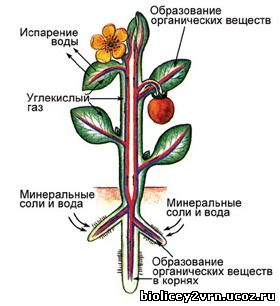 Образование
органических веществ
Испарение
воды
Углекислый
газ
Минеральные
соли и вода
Минеральные
соли и вода
Образование
органических веществ
в корнях
biolicey2vrn.ucoz.ru